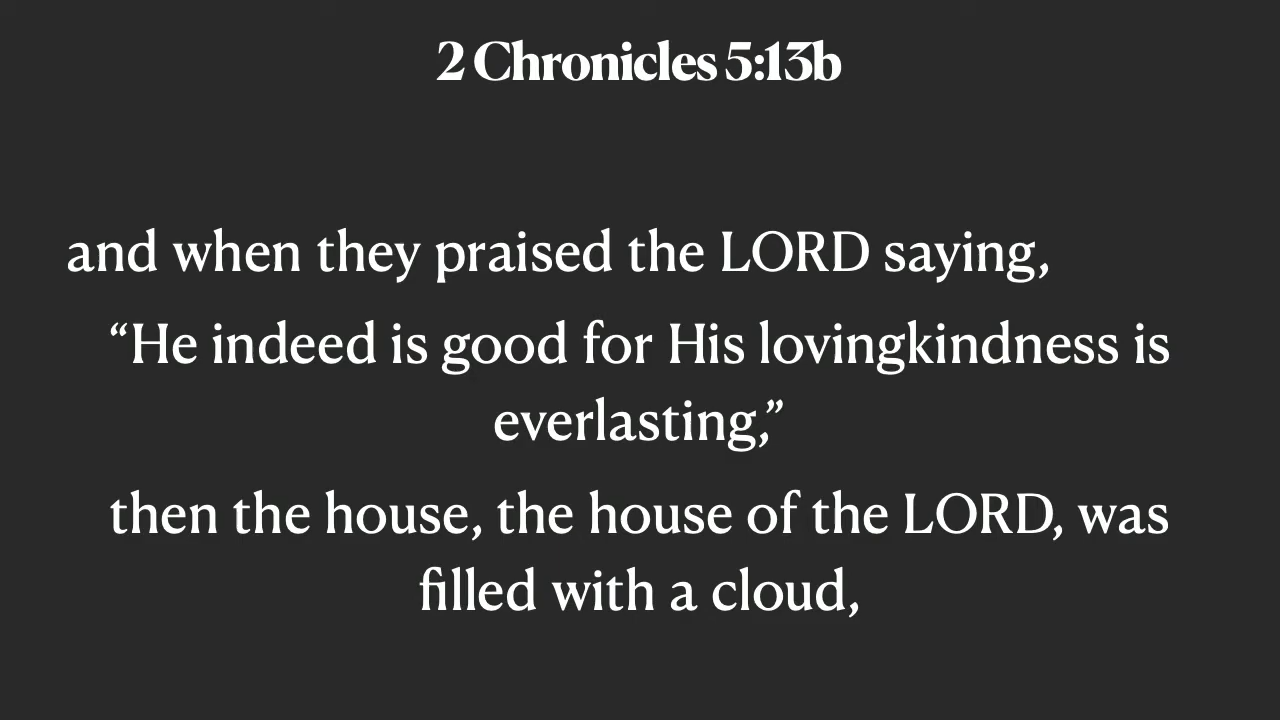 2 Chronicles 5:13b
and when they praised the LORD saying,
“He indeed is good for His lovingkindness is
everlasting,”
then the house, the house of the LORD, was
filled with a cloud,